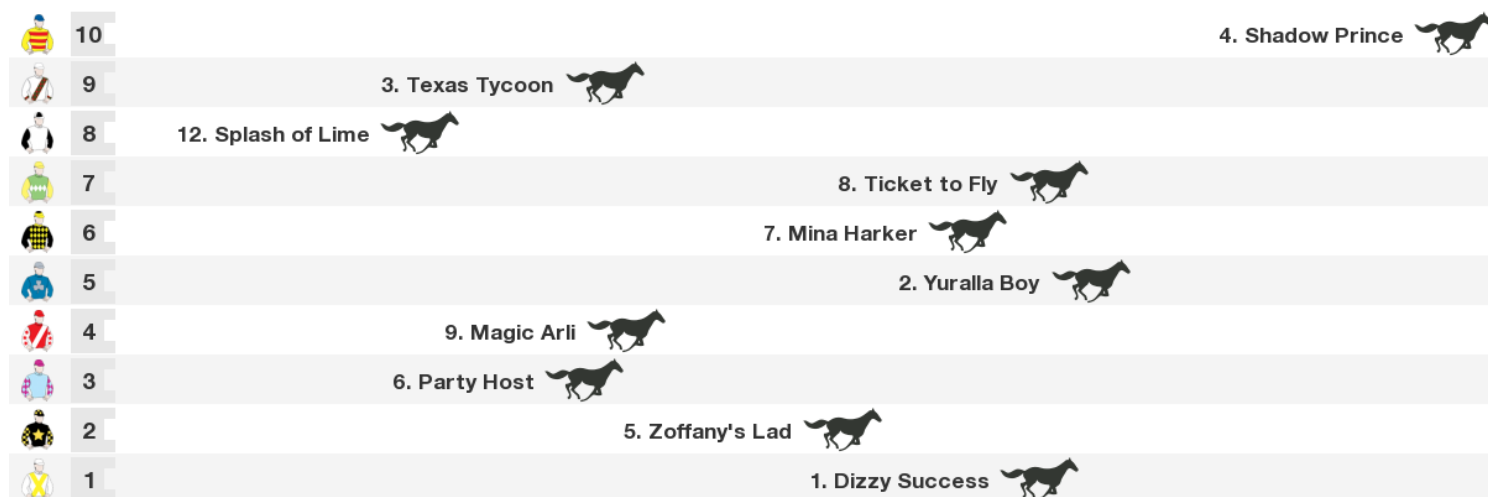 10 4. Shadow Prince
9 3. Texas Tycoon
8 12. Splash of Lime
7 8. Ticket to Fly
6 7. Mina Harker
5 2. Yuralla Boy
4 9. Magic Arli
3 6. Party Host
2 5. Zoffany's Lad
1 1. Dizzy Success